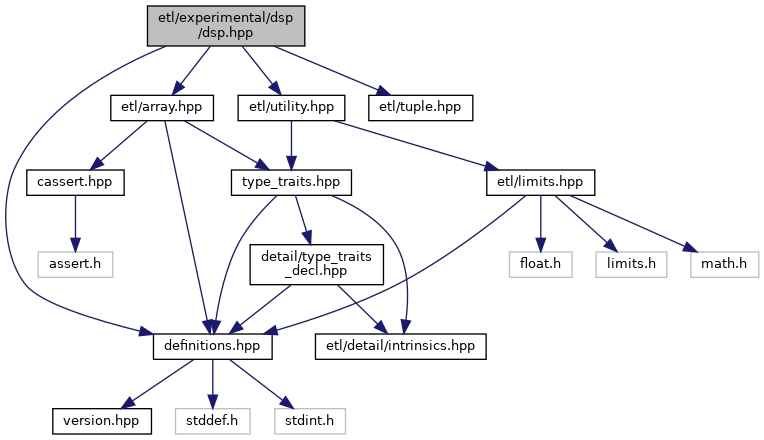 etl/experimental/dsp
/dsp.hpp
etl/array.hpp
etl/utility.hpp
etl/tuple.hpp
cassert.hpp
type_traits.hpp
etl/limits.hpp
assert.h
detail/type_traits
_decl.hpp
float.h
limits.h
math.h
definitions.hpp
etl/detail/intrinsics.hpp
version.hpp
stddef.h
stdint.h